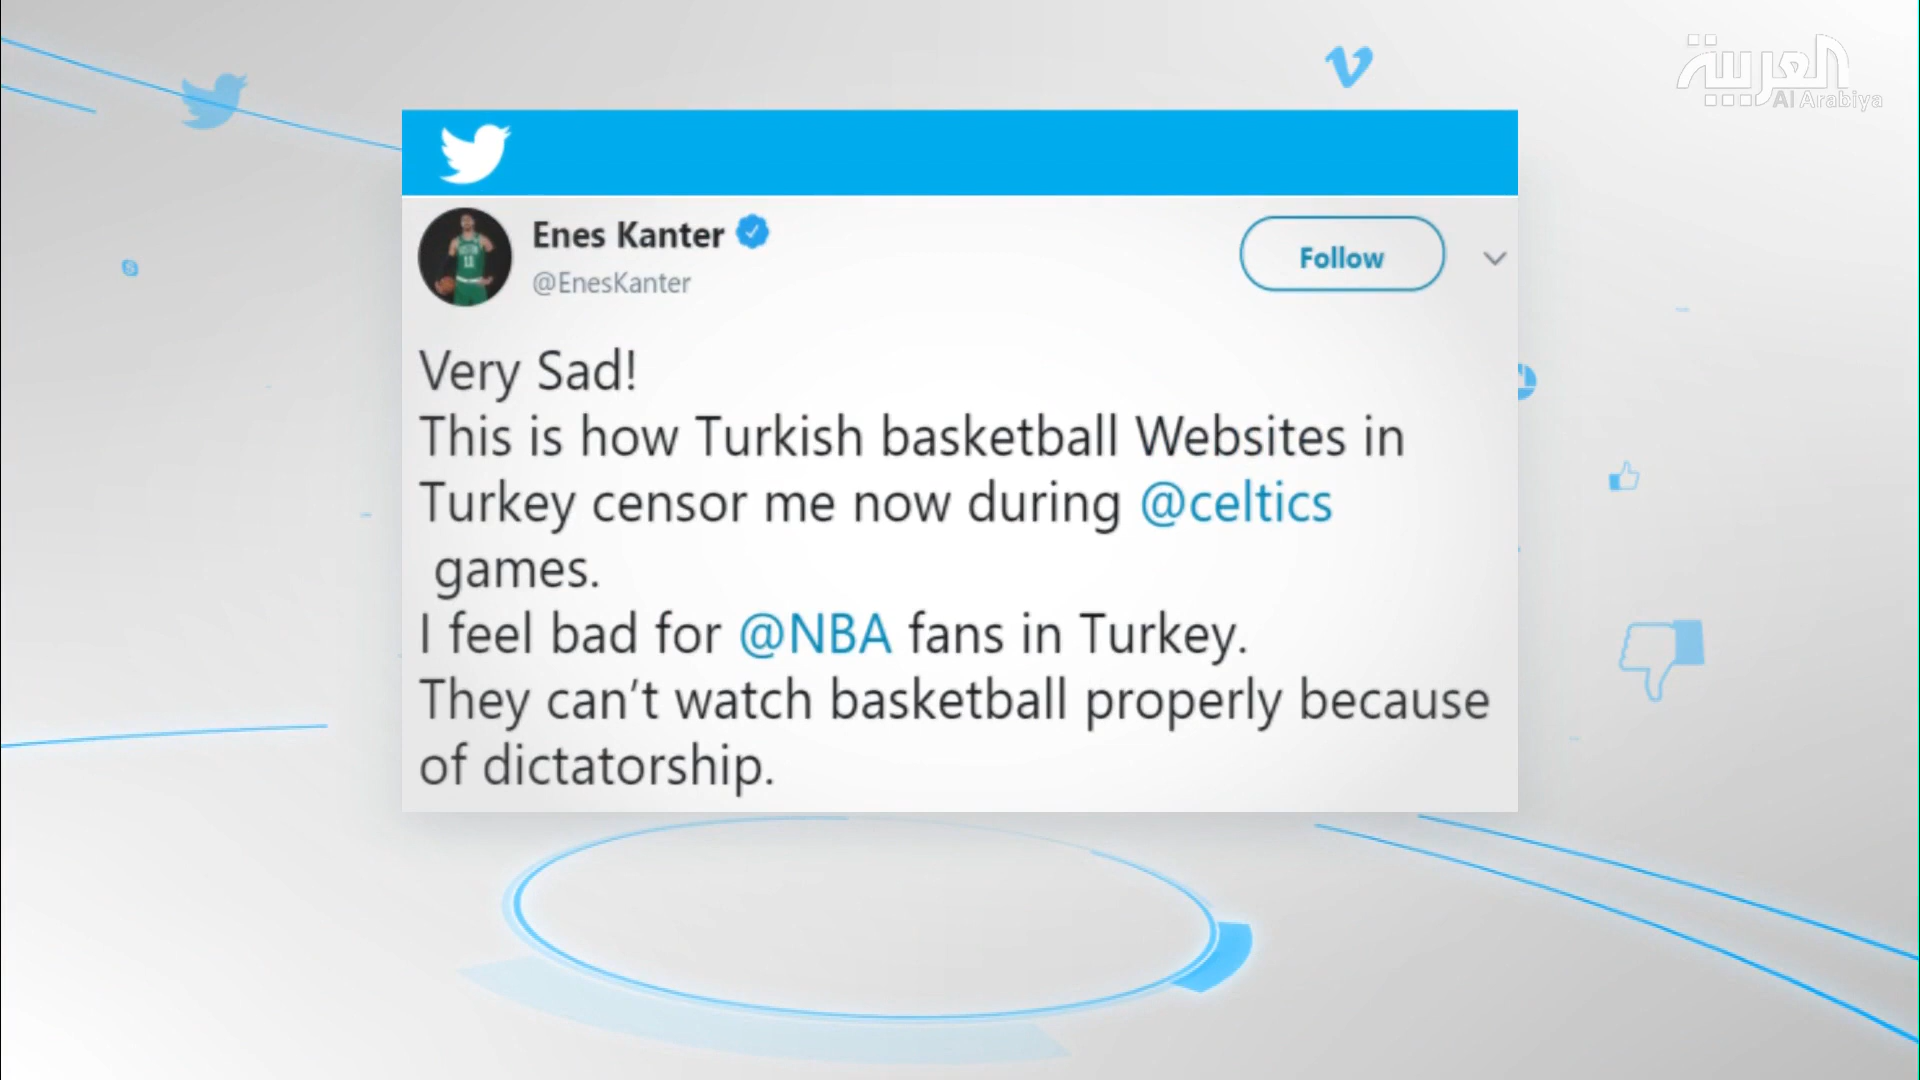 العربية
Al Arabiya
Enes Kanter
@EnesKanter
Follow
Very Sad!
This is how Turkish basketball Websites in
Turkey censor me now during @celtics
games.
I feel bad for @NBA fans in Turkey.
They can’t watch basketball properly because
of dictatorship.